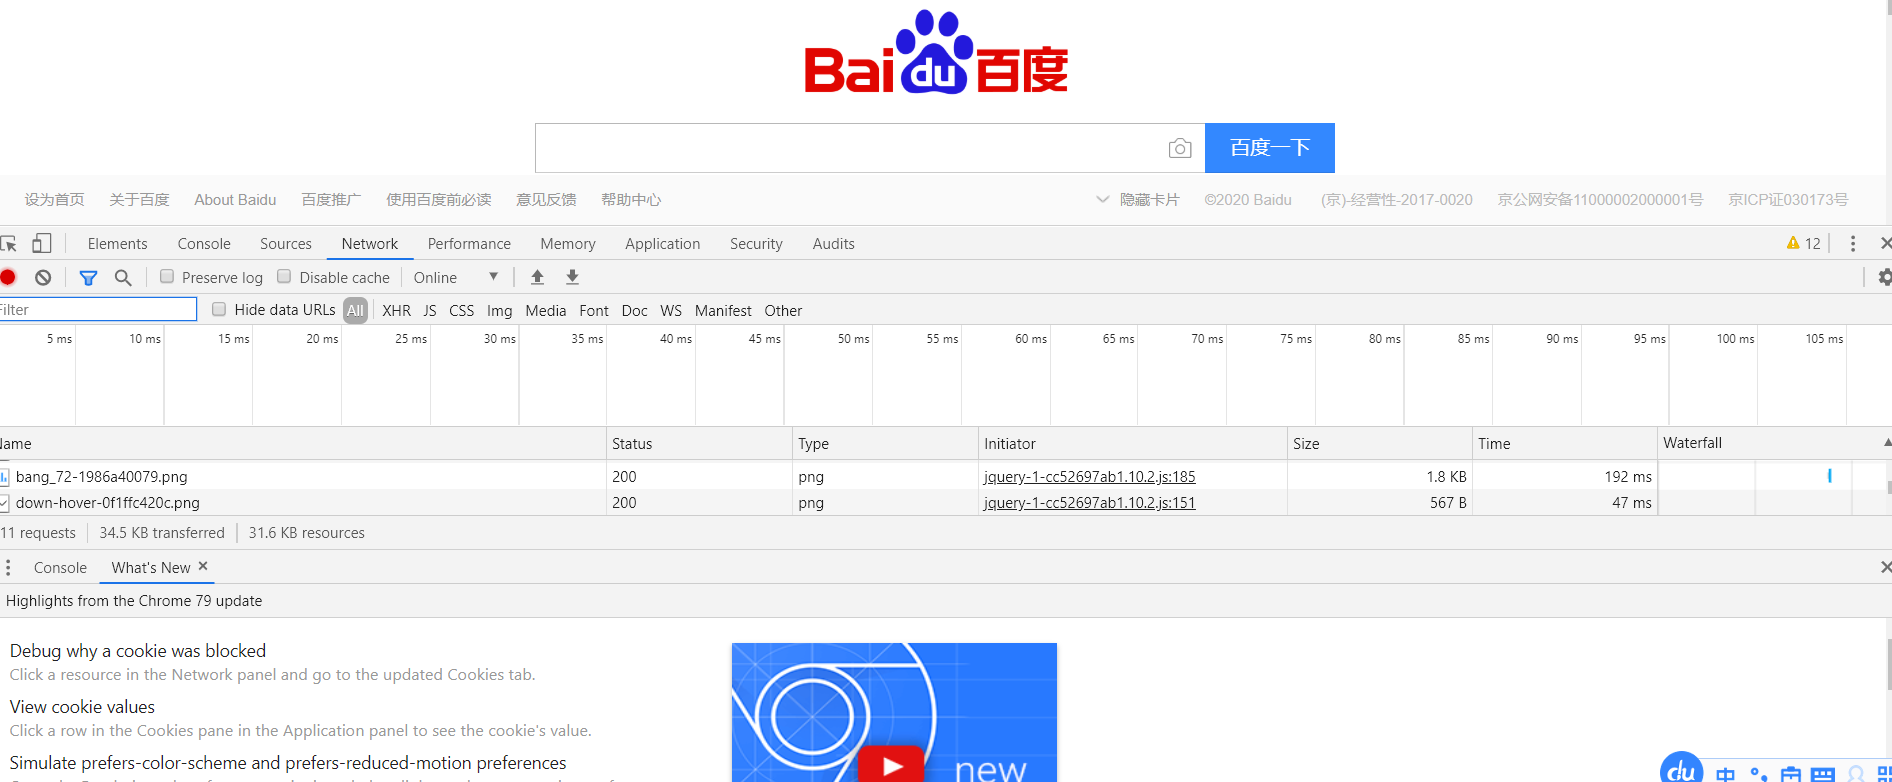 Baidu百度
百度一下
设为首页 关于百度 About Baidu 百度推广 使用百度前必读 意见反馈 帮助中心 隐藏卡片 ©2020 Baidu (京)-经营性-2017-0020 京公网安备11000002000001号 京ICP证030173号
Elements Console Sources Network Performance Memory Application Security Audits 12
Preserve log Disable cache Online
Filter Hide data URLs All XHR JS CSS Img Media Font Doc WS Manifest Other
5 ms 10 ms 15 ms 20 ms 25 ms 30 ms 35 ms 40 ms 45 ms 50 ms 55 ms 60 ms 65 ms 70 ms 75 ms 80 ms 85 ms 90 ms 95 ms 100 ms 105 ms
Name Status Type Initiator Size Time Waterfall
bang_72-1986a40079.png 200 png jquery-1-cc52697ab1.10.2.js:185 1.8 KB 192 ms
down-hover-0f1ffc420c.png 200 png jquery-1-cc52697ab1.10.2.js:151 567 B 47 ms
11 requests 34.5 KB transferred 31.6 KB resources
Console What's New
Highlights from the Chrome 79 update
Debug why a cookie was blocked
Click a resource in the Network panel and go to the updated Cookies tab.
View cookie values
Click a row in the Cookies pane in the Application panel to see the cookie's value.
Simulate prefers-color-scheme and prefers-reduced-motion preferences
new
du 中